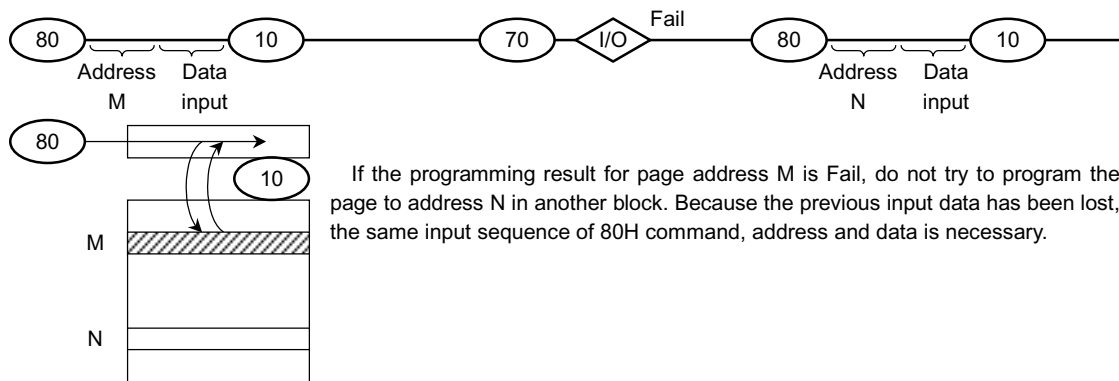 Fail
80 10 70 I/O 80 10
Address Data Address Data
M input N input
80
10
If the programming result for page address M is Fail, do not try to program the
page to address N in another block. Because the previous input data has been lost,
the same input sequence of 80H command, address and data is necessary.
M
N